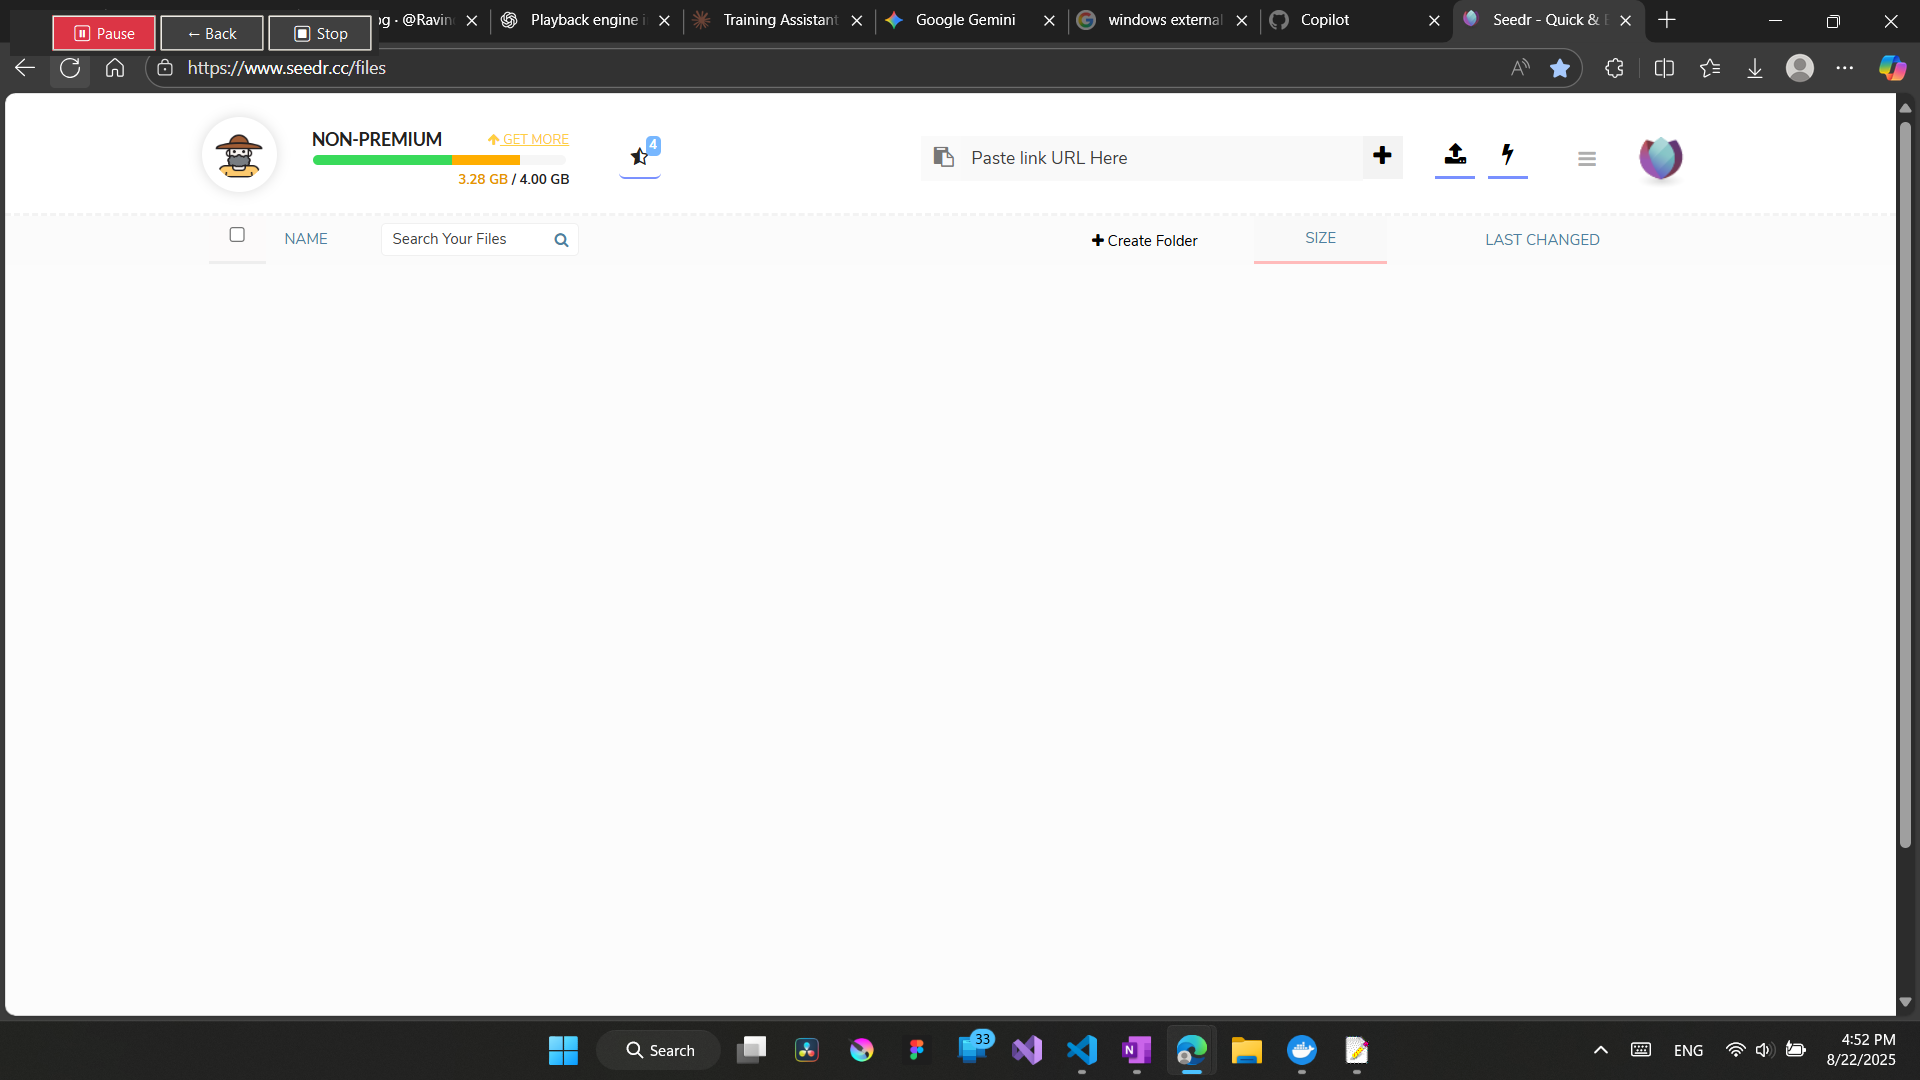 Pause
← Back
Stop
og · @Ravin
Playback engine i
Training Assistant
Google Gemini
windows external
Copilot
Seedr - Quick &
https://www.seedr.cc/files
NON-PREMIUM
GET MORE
3.28 GB / 4.00 GB
4
Paste link URL Here
NAME
Search Your Files
Create Folder
SIZE
LAST CHANGED
Search
33
ENG
4:52 PM
8/22/2025